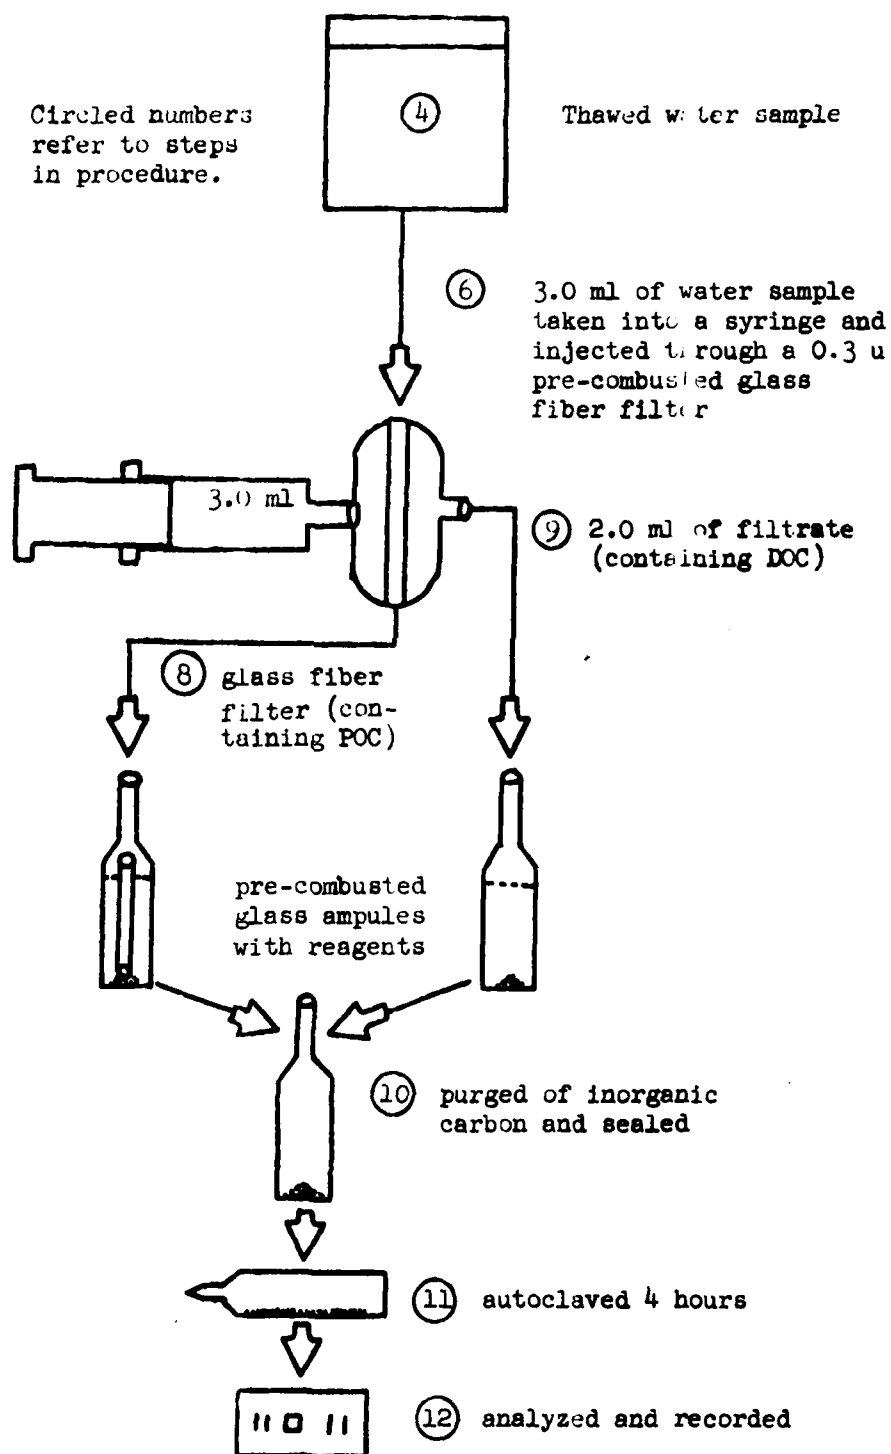 Circled numbers
refer to steps
in procedure.
4
Thawed water sample
6
3.0 ml of water sample
taken into a syringe and
injected through a 0.3 u
pre-combusted glass
fiber filter
3.0 ml
9 2.0 ml of filtrate
(containing DOC)
8 glass fiber
filter (con-
taining POC)
pre-combusted
glass ampules
with reagents
10 purged of inorganic
carbon and sealed
11 autoclaved 4 hours
12 analyzed and recorded